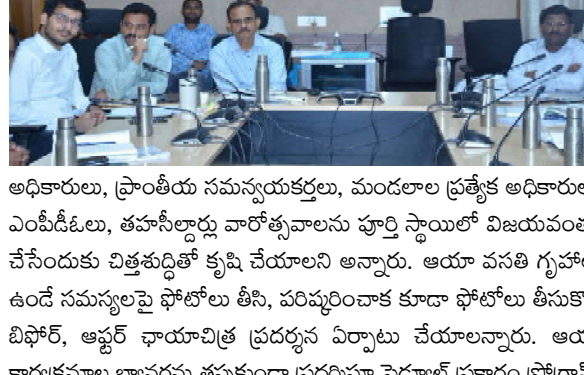 అధికారులు, ప్రాంతీయ సమన్వయకర్తలు, మండలాల ప్రత్యేక అధికారుల
ఎంపీడీఓలు, తహసీల్దార్లు వారోత్సవాలను పూర్తి స్థాయిలో విజయవంత
చేసేందుకు చిత్తశుద్ధితో కృషి చేయాలని అన్నారు. ఆయా వసతి గృహాల
ఉండే సమస్యలపై ఫోటోలు తీసి, పరిష్కరించాక కూడా ఫోటోలు తీసుకొ
బిఫోర్, ఆఫ్టర్ ఛాయాచిత్ర ప్రదర్శన ఏర్పాటు చేయాలన్నారు. ఆయ